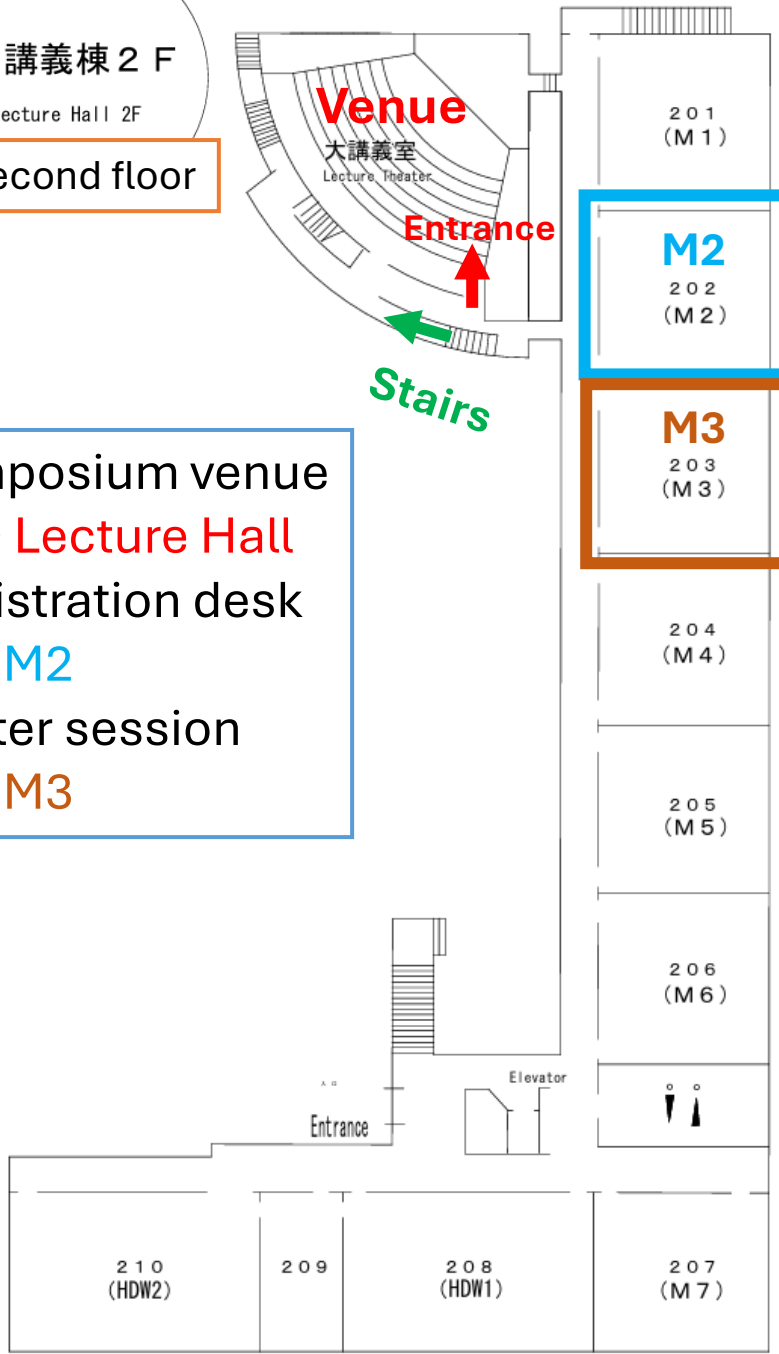 講義棟２Ｆ
ecture Hall 2F
econd floor
Venue
大講義室
Lecture Theater
Entrance
Stairs
２０１
（Ｍ１）
M2
２０２
（Ｍ２）
M3
２０３
（Ｍ３）
posium venue
Lecture Hall
istration desk
M2
ter session
M3
２０４
（Ｍ４）
２０５
（Ｍ５）
２０６
（Ｍ６）
Elevator
入口
Entrance
２１０
(HDW2)
２０９
２０８
(HDW1)
２０７
（Ｍ７）